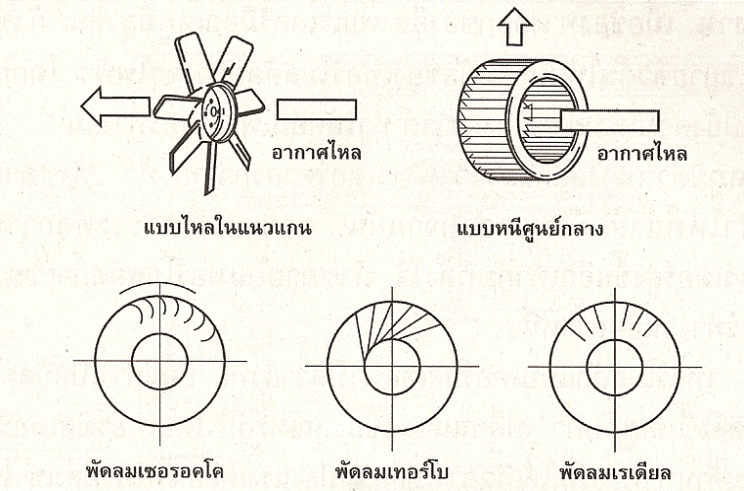 อากาศไหล
อากาศไหล
แบบไหลในแนวแกน
แบบหนีศูนย์กลาง
พัดลมเซอรอคโค
พัดลมเทอร์โบ
พัดลมเรเดียล